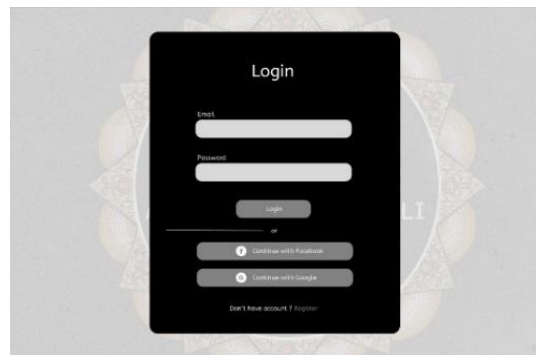 Login
Email
Password
Login
or
Continue with Facebook
Continue with Google
Don't have account ? Register